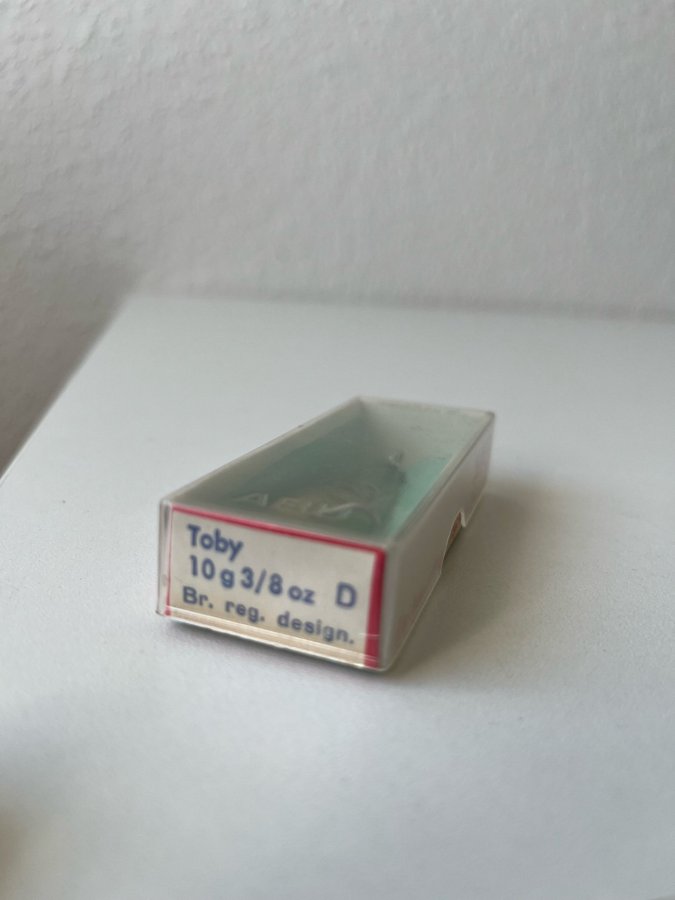 Toby
10 g 3/8 oz D
Br. reg. design.